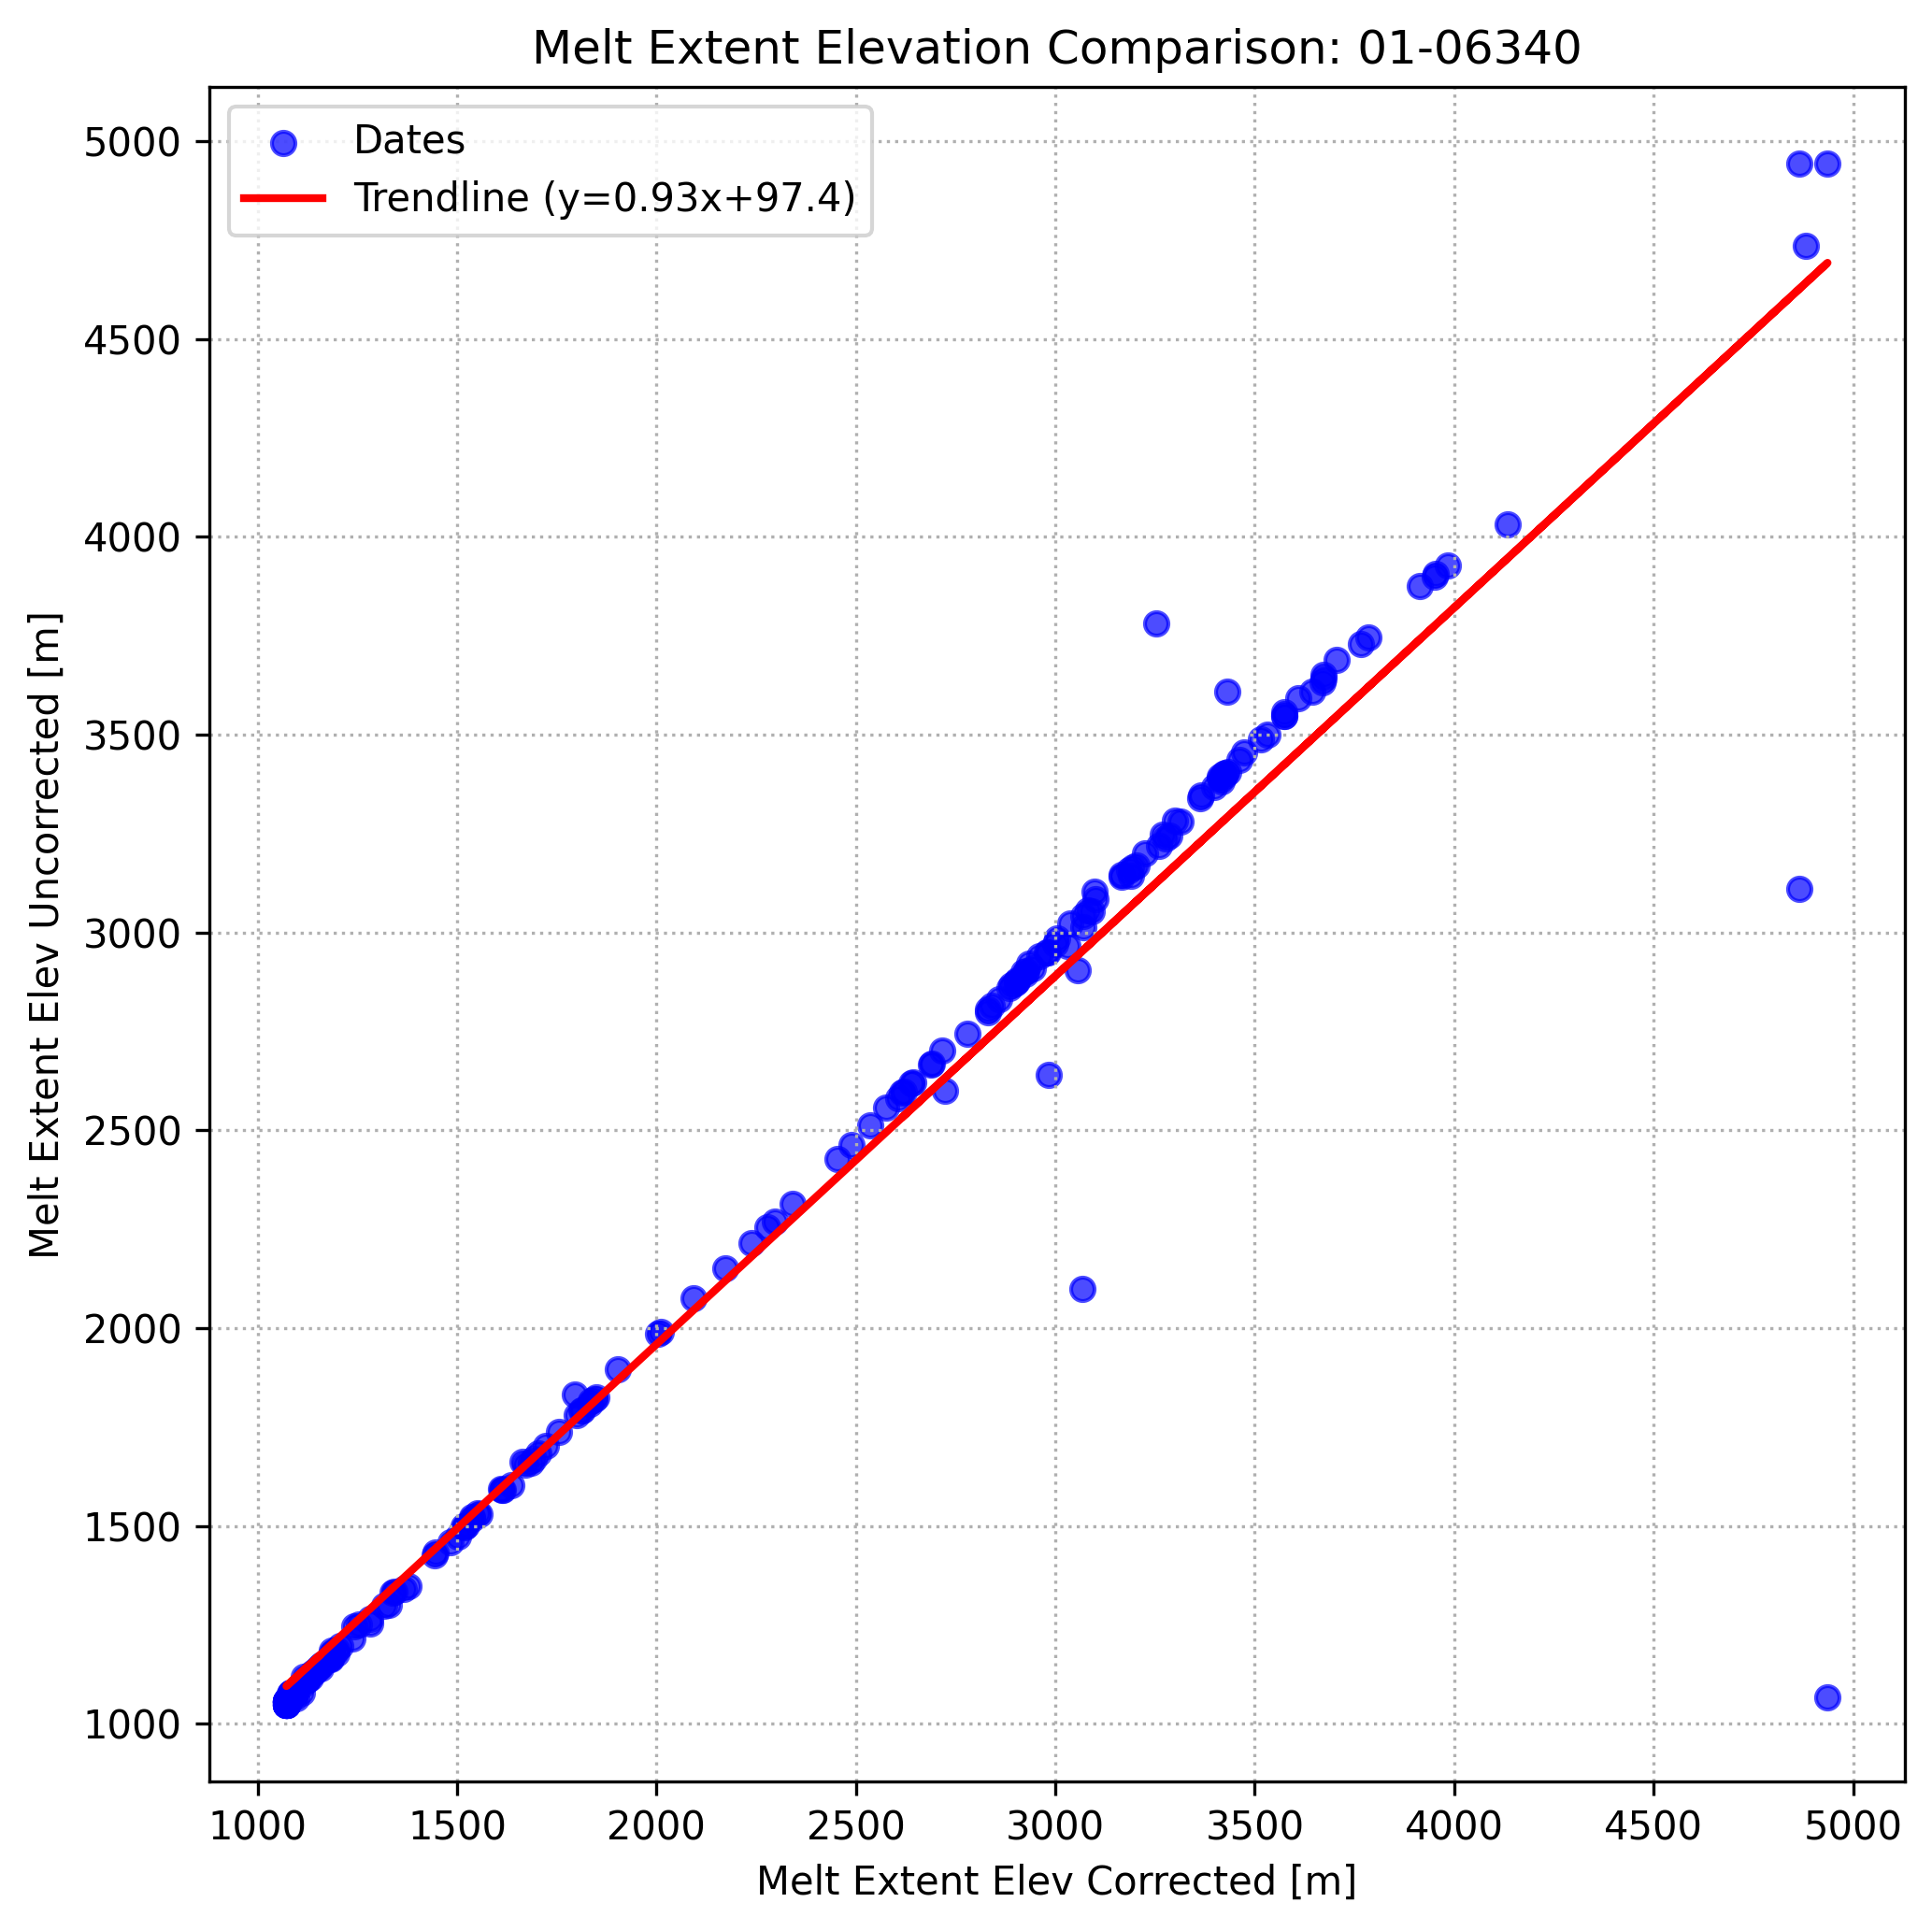 Melt Extent Elevation Comparison: 01-06340
Dates
Trendline (y=0.93x+97.4)
5000
4500
4000
3500
3000
2500
2000
1500
1000
Melt Extent Elev Uncorrected [m]
1000 1500 2000 2500 3000 3500 4000 4500 5000
Melt Extent Elev Corrected [m]